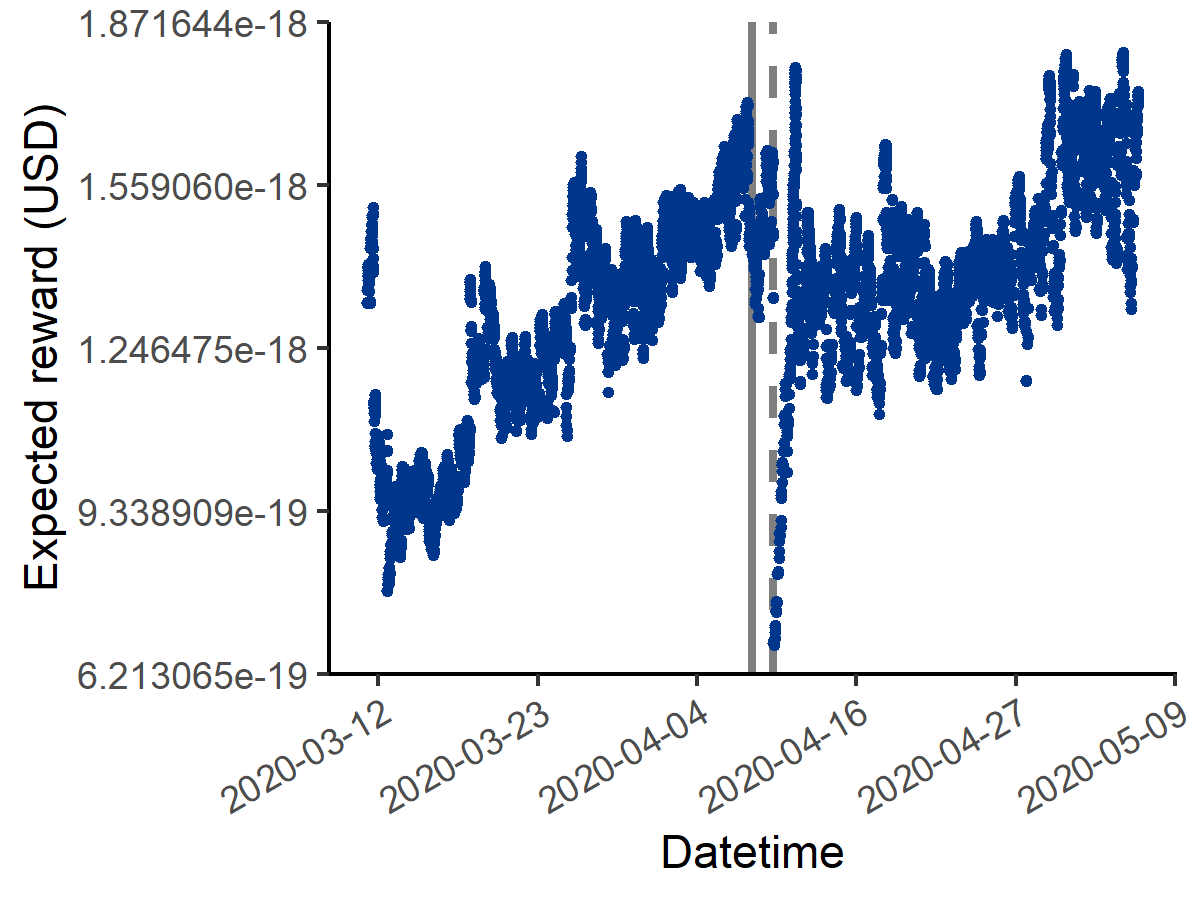 Expected reward (USD)
1.871644e-18
1.559060e-18
1.246475e-18
9.338909e-19
6.213065e-19
2020-03-12
2020-03-23
2020-04-04
2020-04-16
2020-04-27
2020-05-09
Datetime